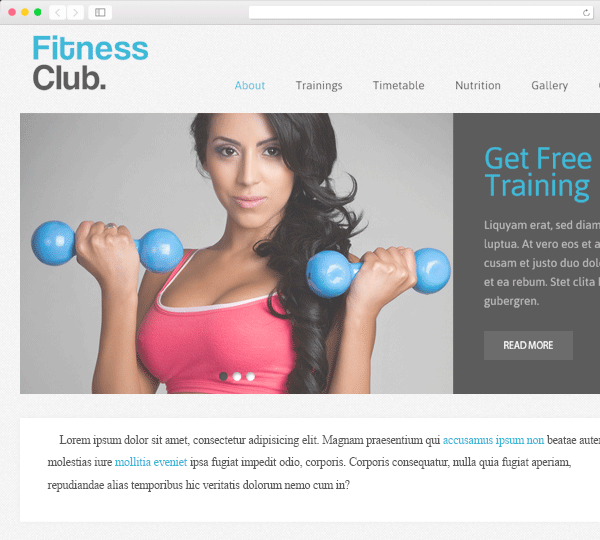 Fitness
Club.
About Trainings Timetable Nutrition Gallery
Get Free
Training
Liquyam erat, sed diam
luptua. At vero eos et a
cusam et justo duo dol
et ea rebum. Stet clita
gubergren.
READ MORE
Lorem ipsum dolor sit amet, consectetur adipisicing elit. Magnam praesentium qui accusamus ipsum non beatae
molestias iure mollitia eveniet ipsa fugiat impedit odio, corporis. Corporis consequatur, nulla quia fugiat aperiam,
repudiandae alias temporibus hic veritatis dolorum nemo cum in?